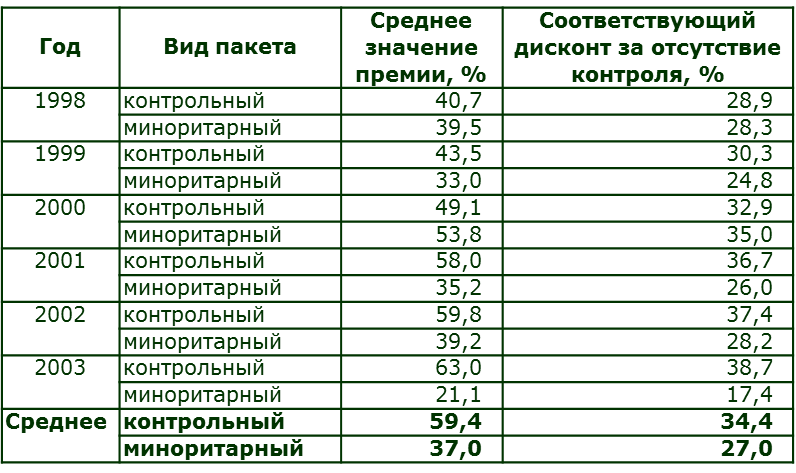 Год Вид пакета Среднее значение премии, % Соответствующий дисконт за отсутствие контроля, %
1998 контрольный 40,7 28,9
миноритарный 39,5 28,3
1999 контрольный 43,5 30,3
миноритарный 33,0 24,8
2000 контрольный 49,1 32,9
миноритарный 53,8 35,0
2001 контрольный 58,0 36,7
миноритарный 35,2 26,0
2002 контрольный 59,8 37,4
миноритарный 39,2 28,2
2003 контрольный 63,0 38,7
миноритарный 21,1 17,4
Среднее контрольный 59,4 34,4
миноритарный 37,0 27,0